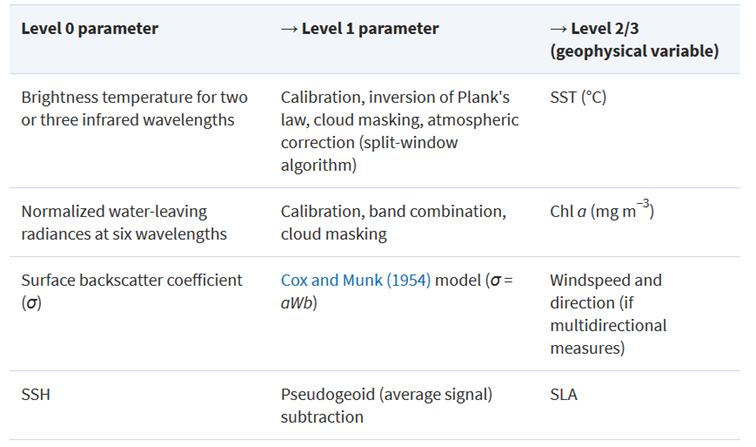 Level 0 parameter
→ Level 1 parameter
→ Level 2/3
(geophysical variable)
Brightness temperature for two
or three infrared wavelengths
Calibration, inversion of Plank's
law, cloud masking, atmospheric
correction (split-window
algorithm)
SST (°C)
Normalized water-leaving
radiances at six wavelengths
Calibration, band combination,
cloud masking
Chl a (mg m⁻³)
Surface backscatter coefficient
(σ)
Cox and Munk (1954) model (σ =
aWb)
Windspeed and
direction (if
multidirectional
measures)
SSH
Pseudogeoid (average signal)
subtraction
SLA